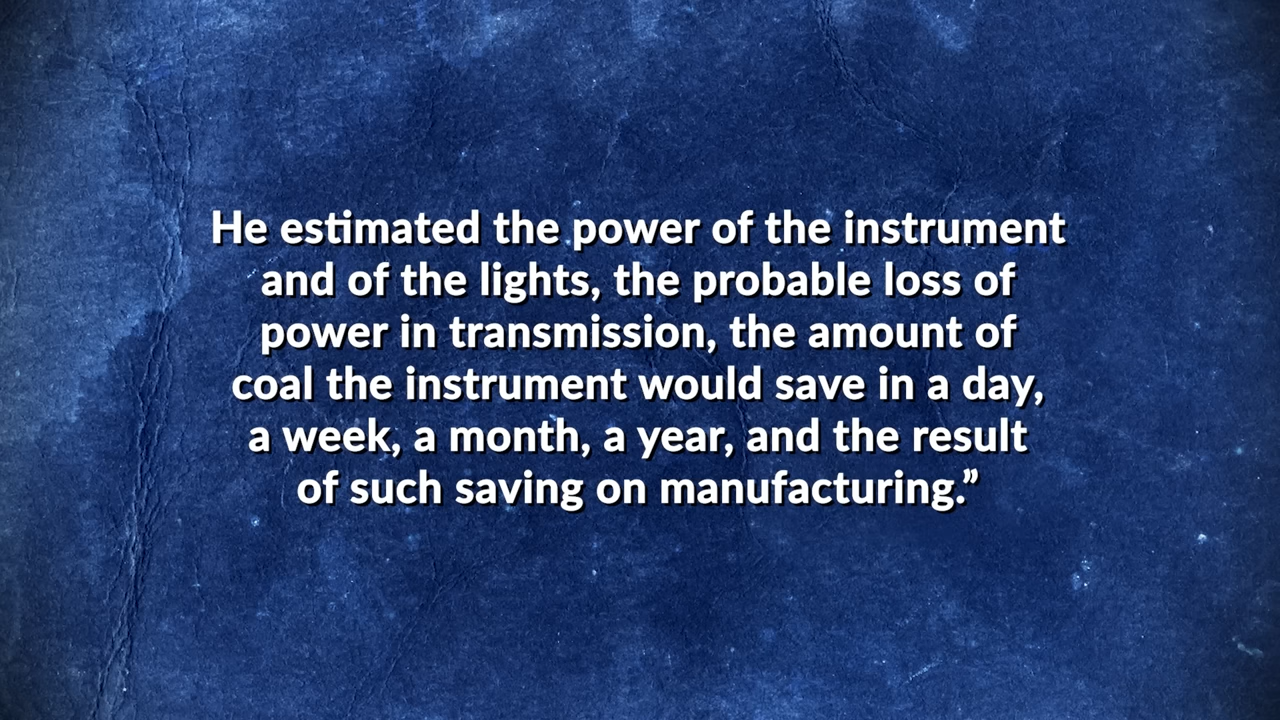 He estimated the power of the instrument
and of the lights, the probable loss of
power in transmission, the amount of
coal the instrument would save in a day,
a week, a month, a year, and the result
of such saving on manufacturing.”